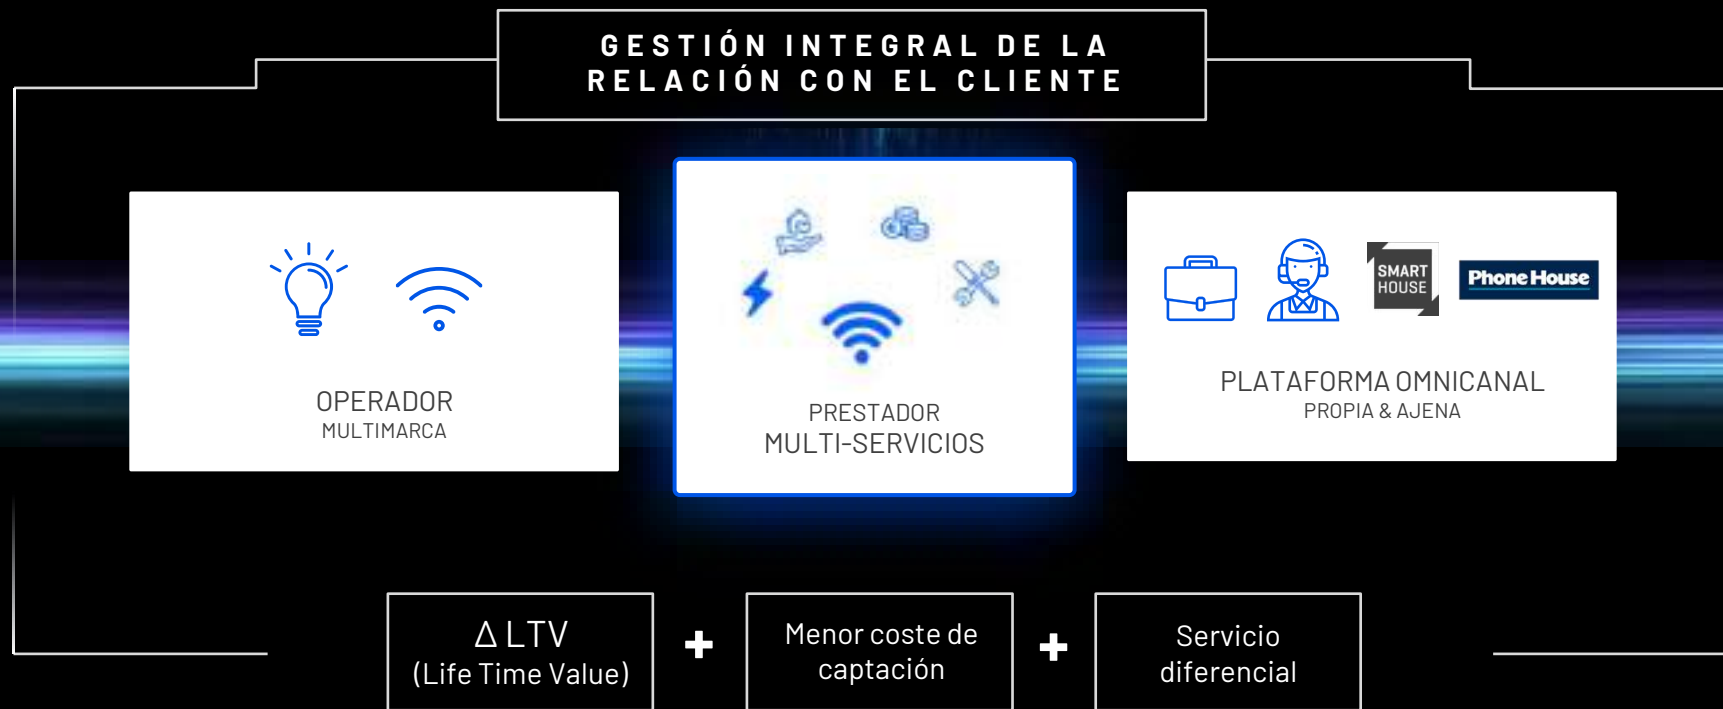 GESTIÓN INTEGRAL DE LA
RELACIÓN CON EL CLIENTE
OPERADOR
MULTIMARCA
PRESTADOR
MULTI-SERVICIOS
SMART
HOUSE
Phone House
PLATAFORMA OMNICANAL
PROPIA & AJENA
Δ LTV
(Life Time Value)
+
Menor coste de
captación
+
Servicio
diferencial